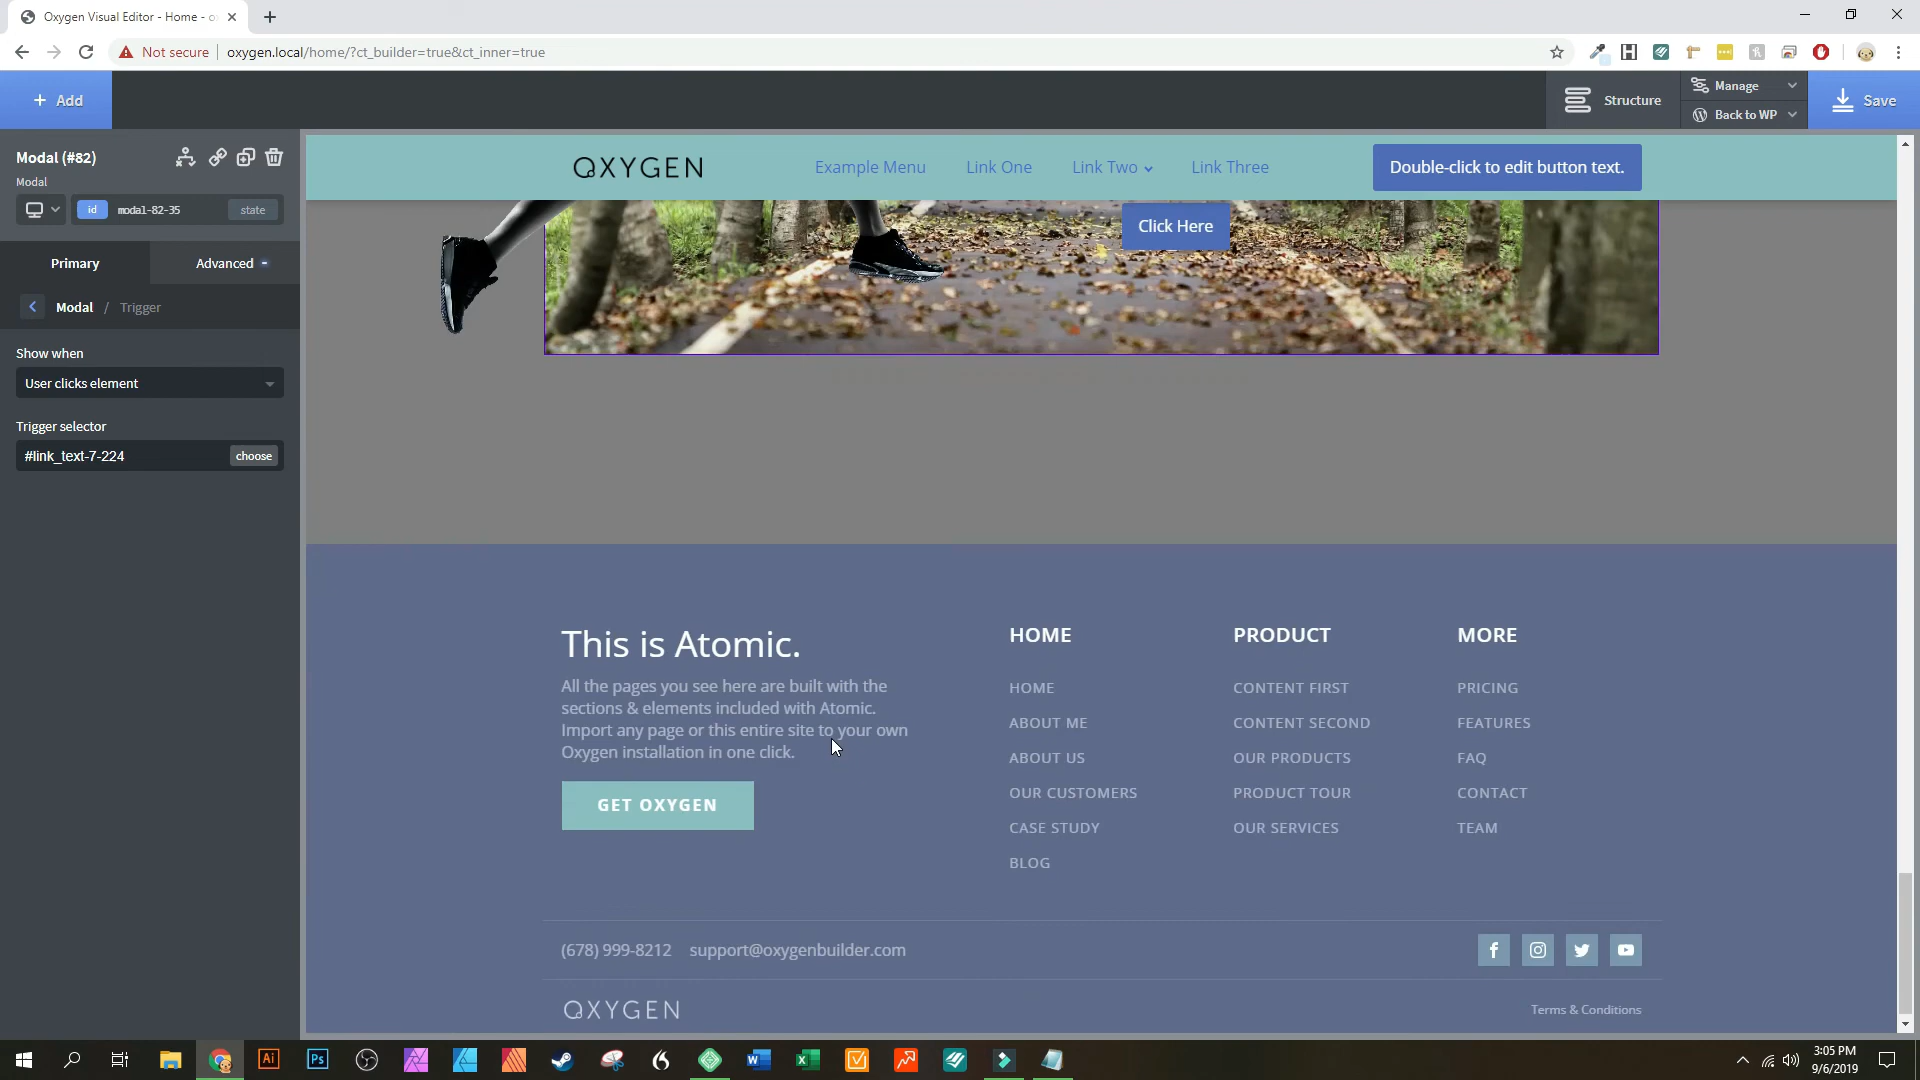 Oxygen Visual Editor - Home - o
Not secure
oxygen.local/home/?ct_builder=true&ct_inner=true
+ Add
Structure
Manage
Back to WP
Save
Modal (#82)
Modal
id
modal-82-35
state
Primary
Advanced
Modal / Trigger
Show when
User clicks element
Trigger selector
#link_text-7-224
choose
OXYGEN
Example Menu
Link One
Link Two
Link Three
Double-click to edit button text.
Click Here
This is Atomic.
All the pages you see here are built with the
sections & elements included with Atomic.
Import any page or this entire site to your own
Oxygen installation in one click.
GET OXYGEN
HOME
HOME
ABOUT ME
ABOUT US
OUR CUSTOMERS
CASE STUDY
BLOG
PRODUCT
CONTENT FIRST
CONTENT SECOND
OUR PRODUCTS
PRODUCT TOUR
OUR SERVICES
MORE
PRICING
FEATURES
FAQ
CONTACT
TEAM
(678) 999-8212
support@oxygenbuilder.com
OXYGEN
Terms & Conditions
Ai
Ps
3:05 PM
9/6/2019